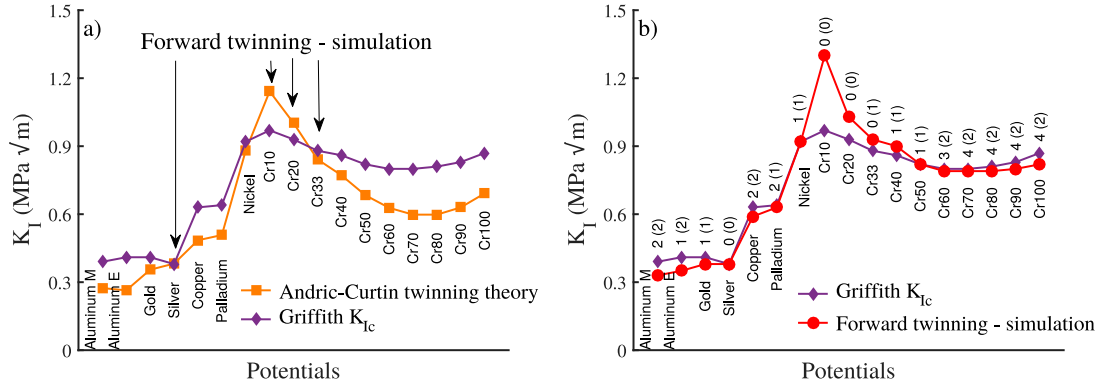 a)
Forward twinning - simulation
K_I (MPa √m)
1.5
1.2
0.9
0.6
0.3
0
Aluminum M
Aluminum E
Gold
Silver
Copper
Palladium
Nickel
Cr10
Cr20
Cr33
Cr40
Cr50
Cr60
Cr70
Cr80
Cr90
Cr100
Andric-Curtin twinning theory
Griffith K_Ic
Potentials
b)
K_I (MPa √m)
1.5
1.2
0.9
0.6
0.3
0
2 (2)
1 (2)
1 (1)
0 (0)
2 (2)
2 (1)
1 (1)
0 (0)
0 (0)
0 (1)
1 (1)
1 (1)
3 (2)
4 (2)
4 (2)
4 (2)
4 (2)
Aluminum M
Aluminum E
Gold
Silver
Copper
Palladium
Nickel
Cr10
Cr20
Cr33
Cr40
Cr50
Cr60
Cr70
Cr80
Cr90
Cr100
Griffith K_Ic
Forward twinning - simulation
Potentials